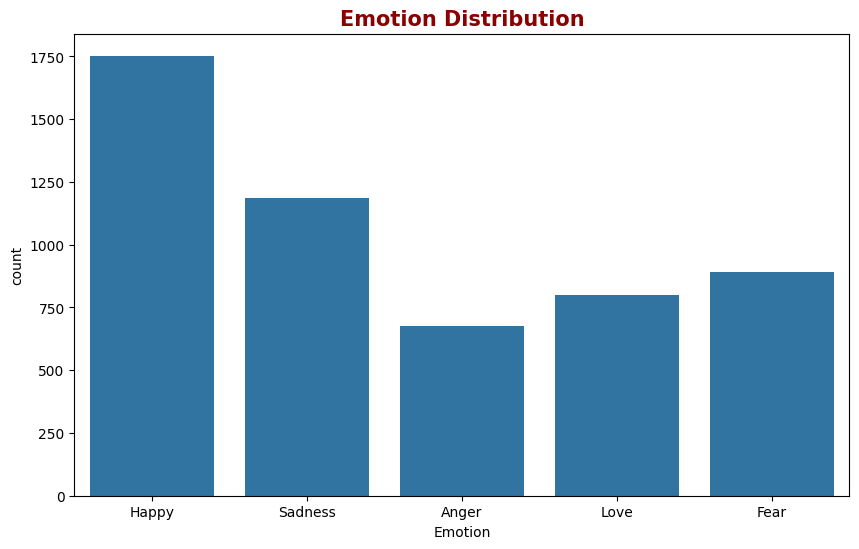 Emotion Distribution
1750
1500
1250
1000
750
500
250
0
count
Happy Sadness Anger Love Fear
Emotion